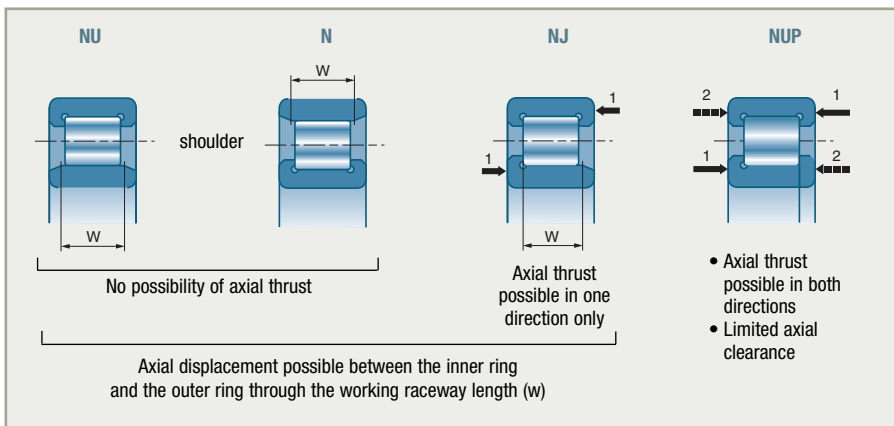 NU
N
NJ
NUP
W
1
2
1
shoulder
1
1
2
W
W
No possibility of axial thrust
Axial thrust
possible in one
direction only
• Axial thrust
possible in both
directions
• Limited axial
clearance
Axial displacement possible between the inner ring
and the outer ring through the working raceway length (w)